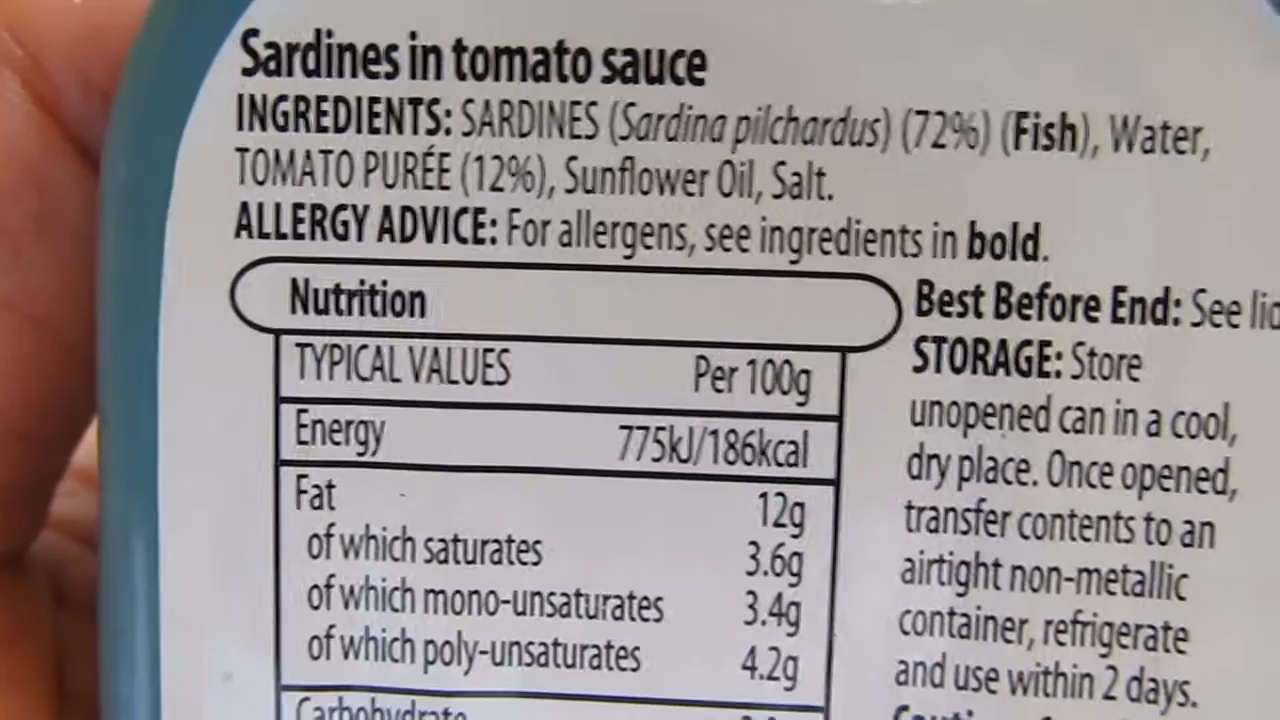 Sardines in tomato sauce
INGREDIENTS: SARDINES (Sardina pilchardus) (72%) (Fish), Water,
TOMATO PURÉE (12%), Sunflower Oil, Salt.
ALLERGY ADVICE: For allergens, see ingredients in bold.
Nutrition
TYPICAL VALUES Per 100g
Energy 775kJ/186kcal
Fat 12g
of which saturates 3.6g
of which mono-unsaturates 3.4g
of which poly-unsaturates 4.2g
Carbohydrate
Best Before End: See
STORAGE: Store
unopened can in a cool,
dry place. Once opened,
transfer contents to an
airtight non-metallic
container, refrigerate
and use within 2 days.